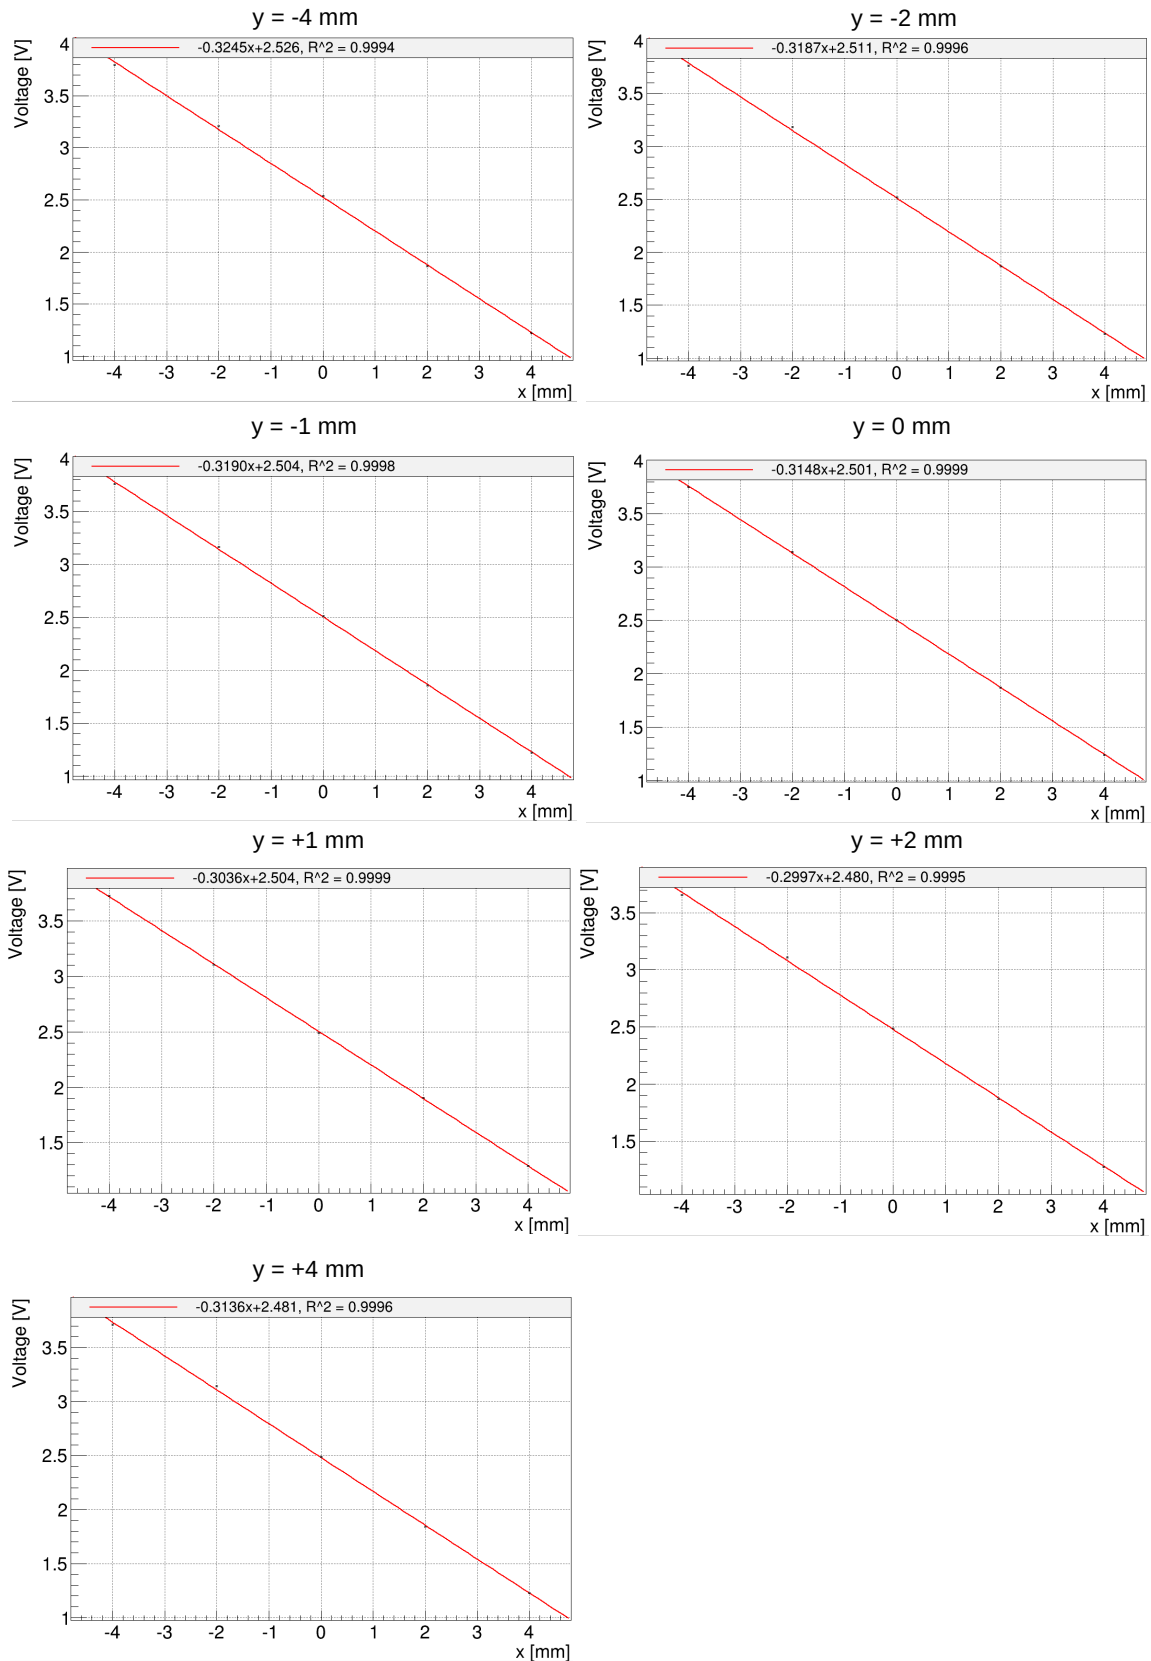 y = -4 mm
-0.3245x+2.526, R^2 = 0.9994
Voltage [V]
4
3.5
3
2.5
2
1.5
1
-4 -3 -2 -1 0 1 2 3 4
x [mm]
y = -2 mm
-0.3187x+2.511, R^2 = 0.9996
Voltage [V]
4
3.5
3
2.5
2
1.5
1
-4 -3 -2 -1 0 1 2 3 4
x [mm]
y = -1 mm
-0.3190x+2.504, R^2 = 0.9998
Voltage [V]
4
3.5
3
2.5
2
1.5
1
-4 -3 -2 -1 0 1 2 3 4
x [mm]
y = 0 mm
-0.3148x+2.501, R^2 = 0.9999
Voltage [V]
4
3.5
3
2.5
2
1.5
1
-4 -3 -2 -1 0 1 2 3 4
x [mm]
y = +1 mm
-0.3036x+2.504, R^2 = 0.9999
Voltage [V]
3.5
3
2.5
2
1.5
-4 -3 -2 -1 0 1 2 3 4
x [mm]
y = +2 mm
-0.2997x+2.480, R^2 = 0.9995
Voltage [V]
3.5
3
2.5
2
1.5
-4 -3 -2 -1 0 1 2 3 4
x [mm]
y = +4 mm
-0.3136x+2.481, R^2 = 0.9996
Voltage [V]
3.5
3
2.5
2
1.5
1
-4 -3 -2 -1 0 1 2 3 4
x [mm]